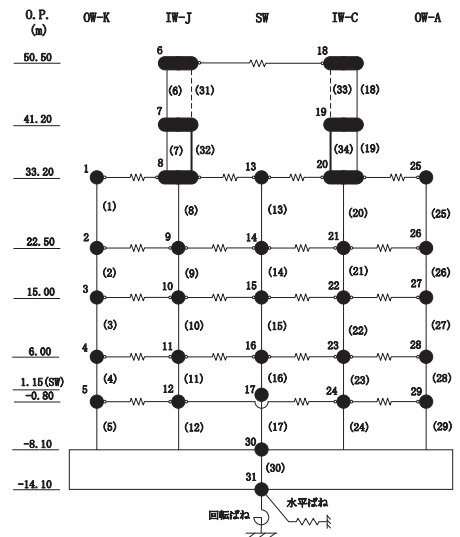 O.P. OW-K IW-J SW IW-C OW-A
(m)
50.50 6 18
(6) (31) (33) (18)
41.20 7 19
(7) (32) (34) (19)
33.20 1 8 13 20 25
(1) (8) (13) (20) (25)
22.50 2 9 14 21 26
(2) (9) (14) (21) (26)
15.00 3 10 15 22 27
(3) (10) (15) (22) (27)
6.00 4 11 16 23 28
(4) (11) (16) (23) (28)
1.15(SW) 17
-0.80 5 12 24 29
(5) (12) (17) (24) (29)
-8.10 30
(30)
-14.10 31
回転ばね 水平ばね